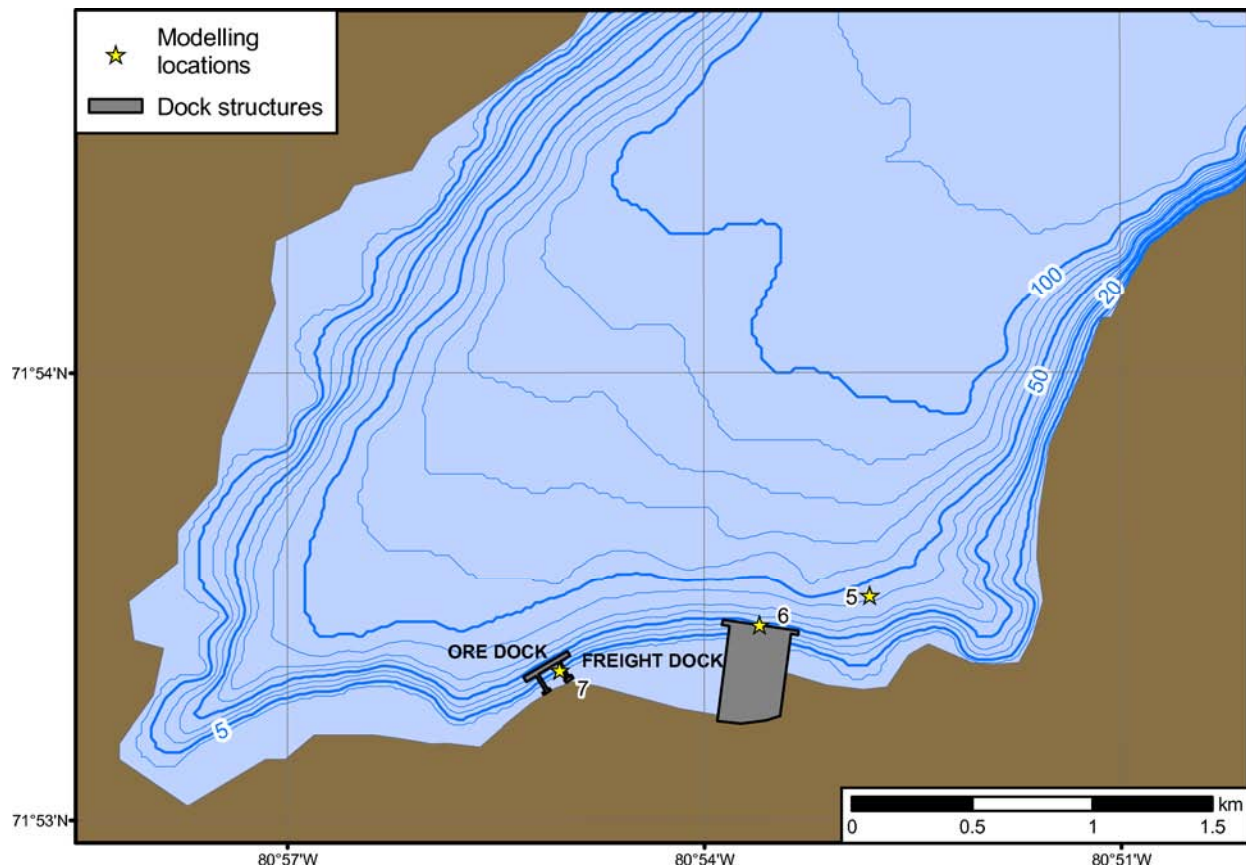 Modelling
locations
Dock structures
100
20
71°54'N
50
5
6
ORE DOCK
FREIGHT DOCK
7
5
km
0
0.5
1
1.5
71°53'N
80°57'W
80°54'W
80°51'W